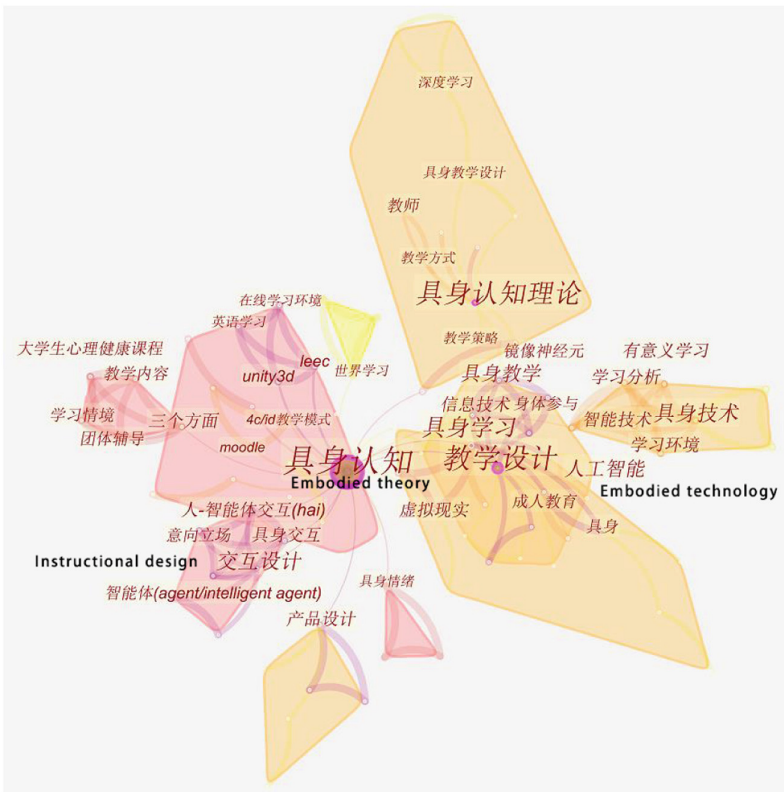 深度学习
具身教学设计
教师
教学方式
具身认知理论
在线学习环境
英语学习
教学策略
大学生心理健康课程
镜像神经元
有意义学习
leec
世界学习
教学内容
unity3d
具身教学
学习分析
学习情境
三个方面
4c/id教学模式
信息技术
身体参与
智能技术
具身技术
团体辅导
具身学习
moodle
学习环境
具身认知
教学设计
人工智能
Embodied theory
Embodied technology
人-智能体交互(hai)
虚拟现实
成人教育
意向立场
具身交互
具身
Instructional design
交互设计
具身情绪
智能体(agent/intelligent agent)
产品设计